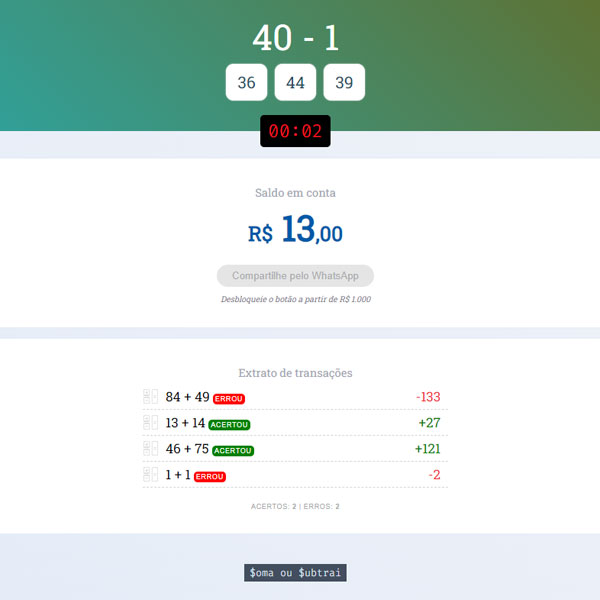 40 - 1
36 44 39
00:02
Saldo em conta
R$ 13,00
Compartilhe pelo WhatsApp
Desbloqueie o botão a partir de R$ 1.000
Extrato de transações
84 + 49 ERROU -133
13 + 14 ACERTOU +27
46 + 75 ACERTOU +121
1 + 1 ERROU -2
ACERTOS: 2 | ERROS: 2
$oma ou $ubtrai